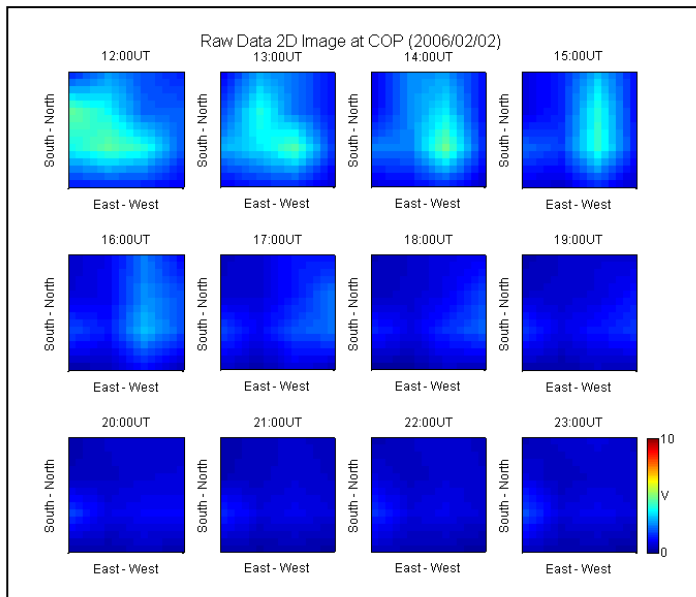 Raw Data 2D Image at COP (2006/02/02)
12:00UT
13:00UT
14:00UT
15:00UT
South - North
South - North
South - North
South - North
East - West
East - West
East - West
East - West
16:00UT
17:00UT
18:00UT
19:00UT
South - North
South - North
South - North
South - North
East - West
East - West
East - West
East - West
20:00UT
21:00UT
22:00UT
23:00UT
South - North
South - North
South - North
South - North
10
V
0
East - West
East - West
East - West
East - West